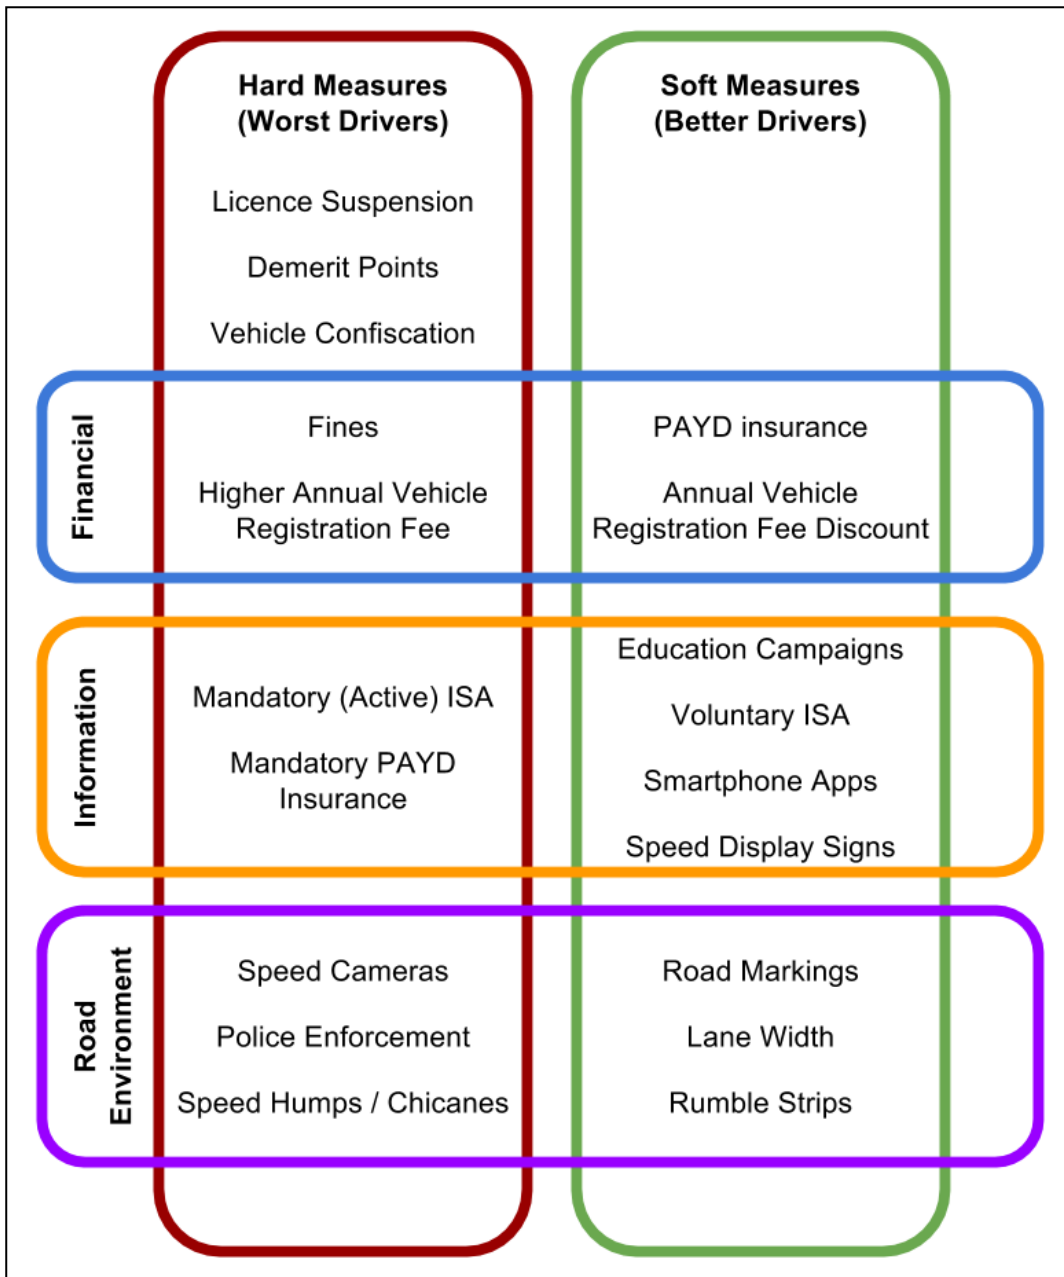 Hard Measures
(Worst Drivers)
Soft Measures
(Better Drivers)
Licence Suspension
Demerit Points
Vehicle Confiscation
Financial
Fines
Higher Annual Vehicle
Registration Fee
PAYD insurance
Annual Vehicle
Registration Fee Discount
Information
Mandatory (Active) ISA
Mandatory PAYD
Insurance
Education Campaigns
Voluntary ISA
Smartphone Apps
Speed Display Signs
Road
Environment
Speed Cameras
Police Enforcement
Speed Humps / Chicanes
Road Markings
Lane Width
Rumble Strips